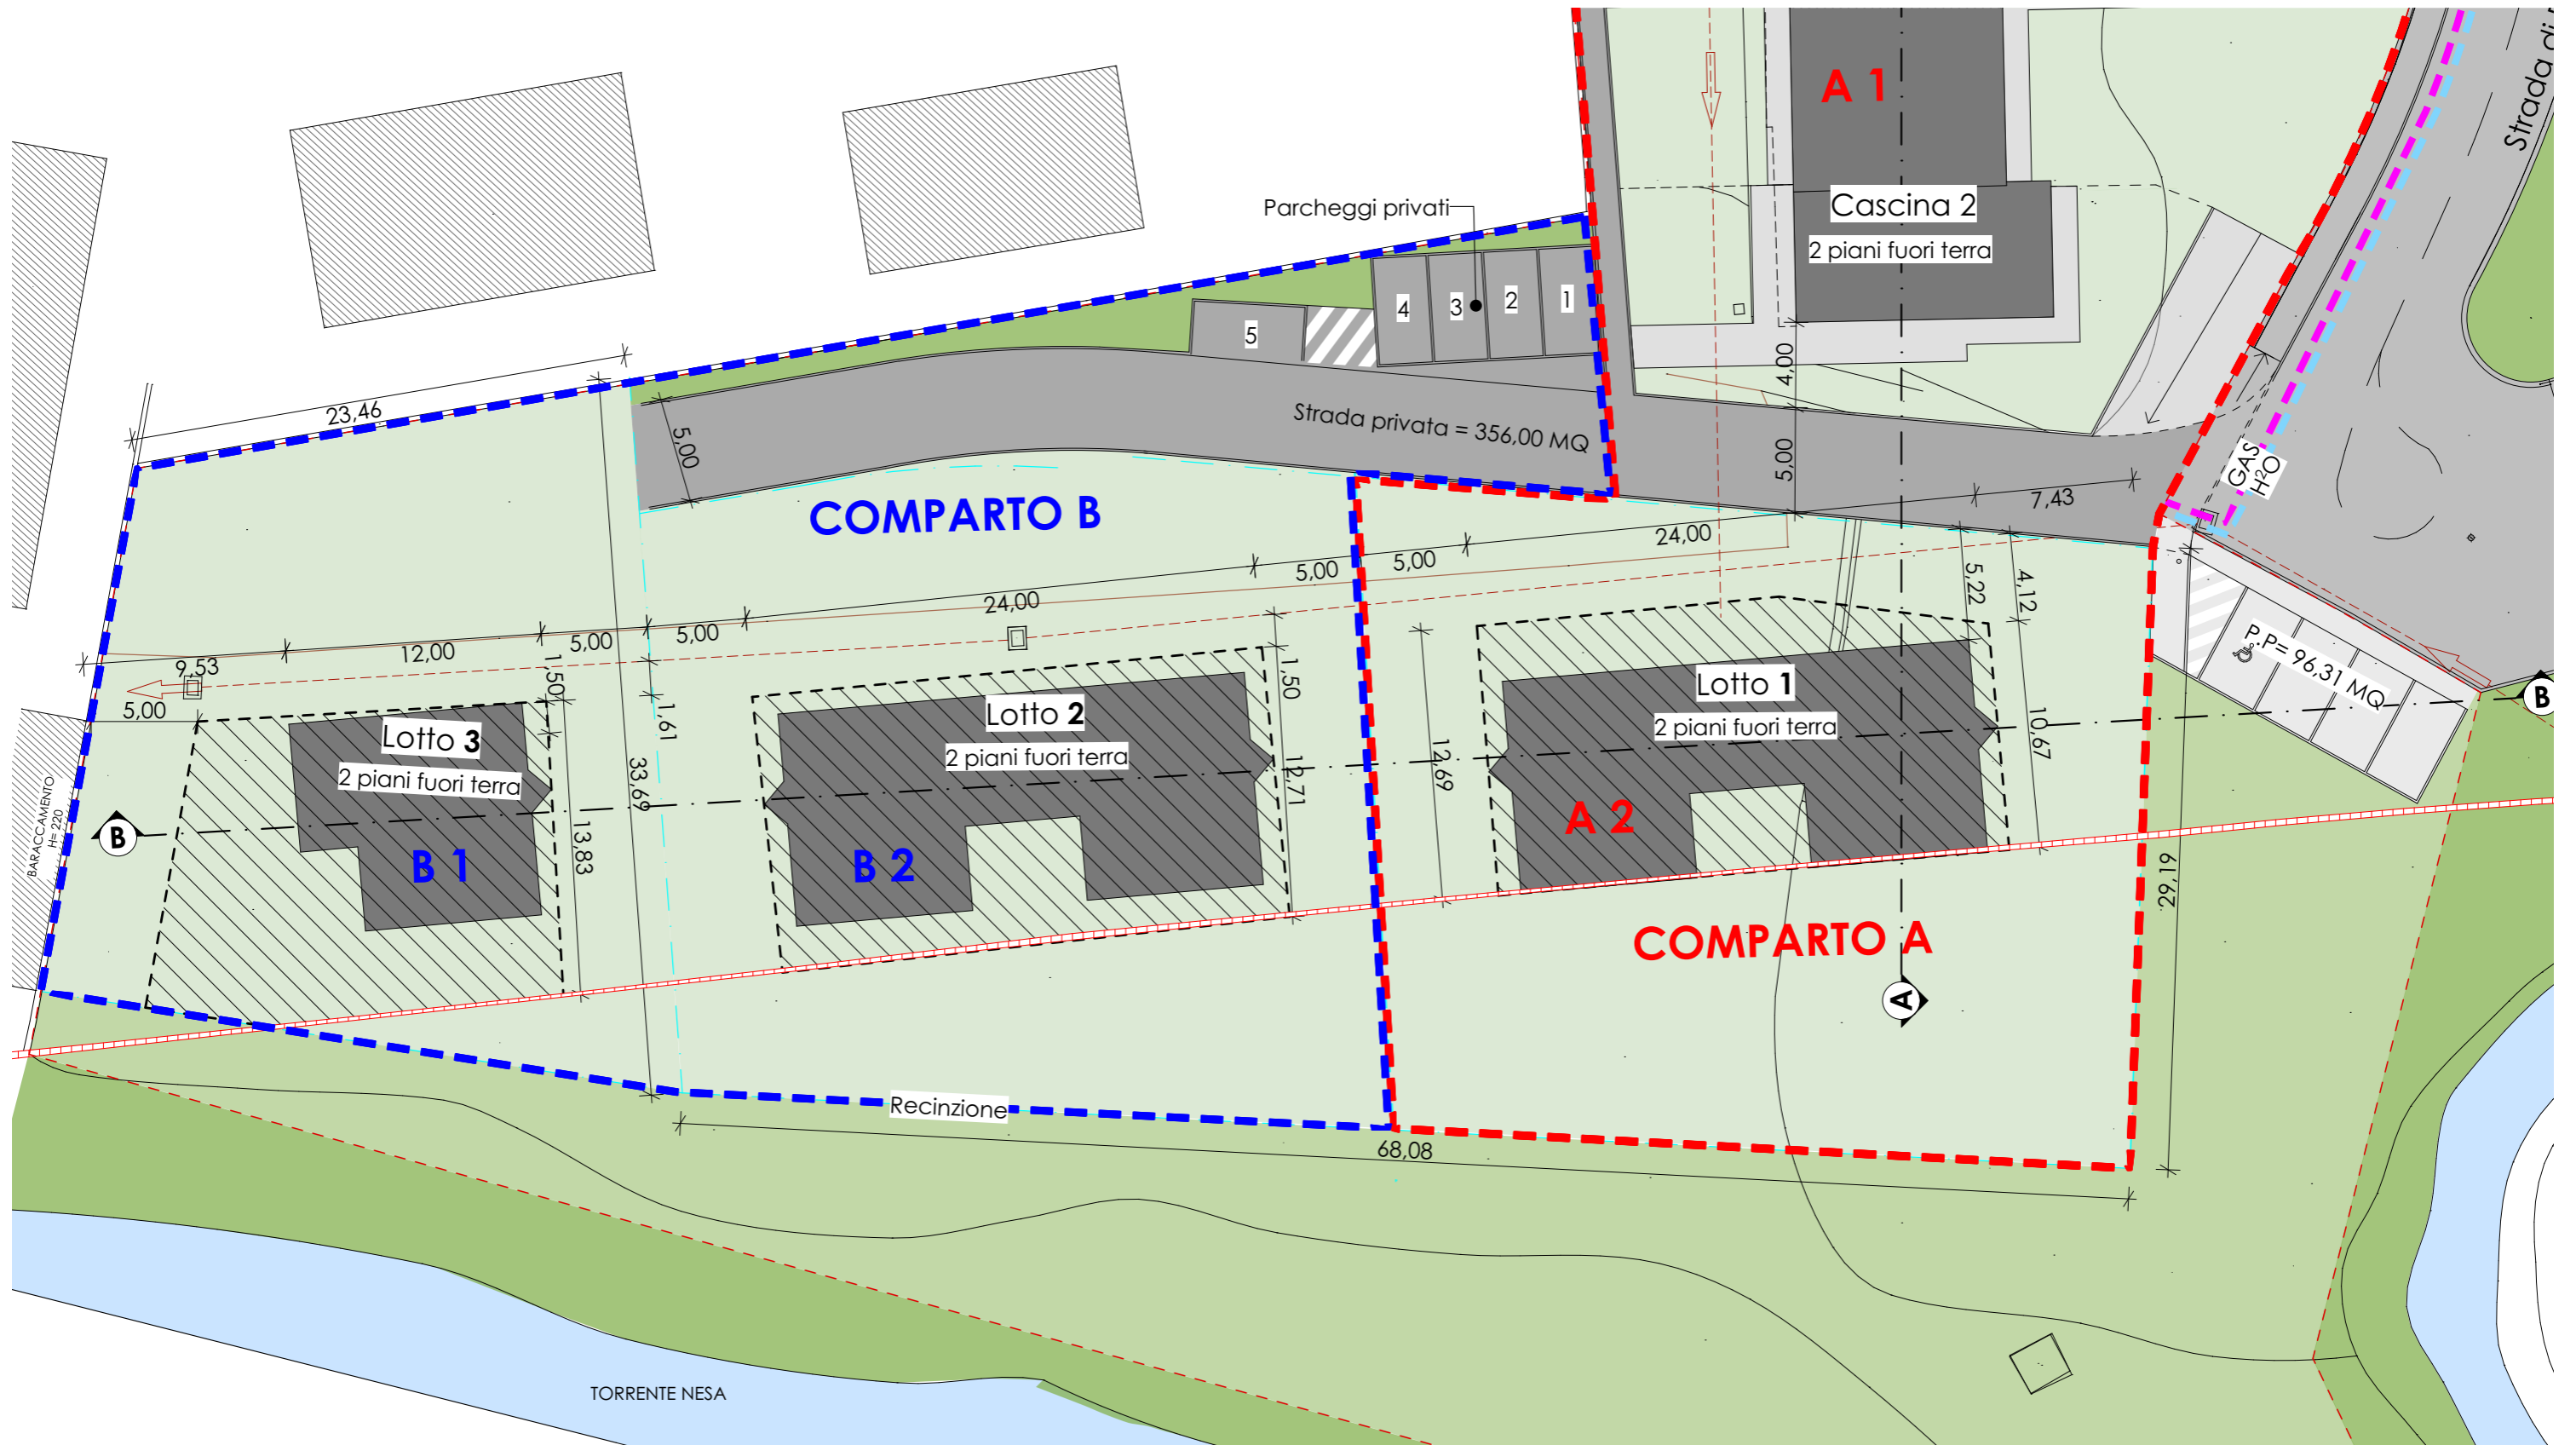 A 1
Strada di
Cascina 2
2 piani fuori terra
Parcheggi privati
4
3
2
1
5
23,46
5,00
Strada privata = 356,00 MQ
4,00
5,00
7,43
GAS
H²O
COMPARTO B
24,00
5,00
5,00
24,00
5,00
5,00
12,00
9,53
5,00
5,22
4,12
P.P= 96,31 MQ
1,50
1,61
1,50
Lotto 3
2 piani fuori terra
B 1
Lotto 2
2 piani fuori terra
B 2
Lotto 1
2 piani fuori terra
A 2
B
B
33,69
13,83
12,71
12,69
10,67
29,19
BARACCAMENTO
H= 220
COMPARTO A
A
Recinzione
68,08
TORRENTE NESA